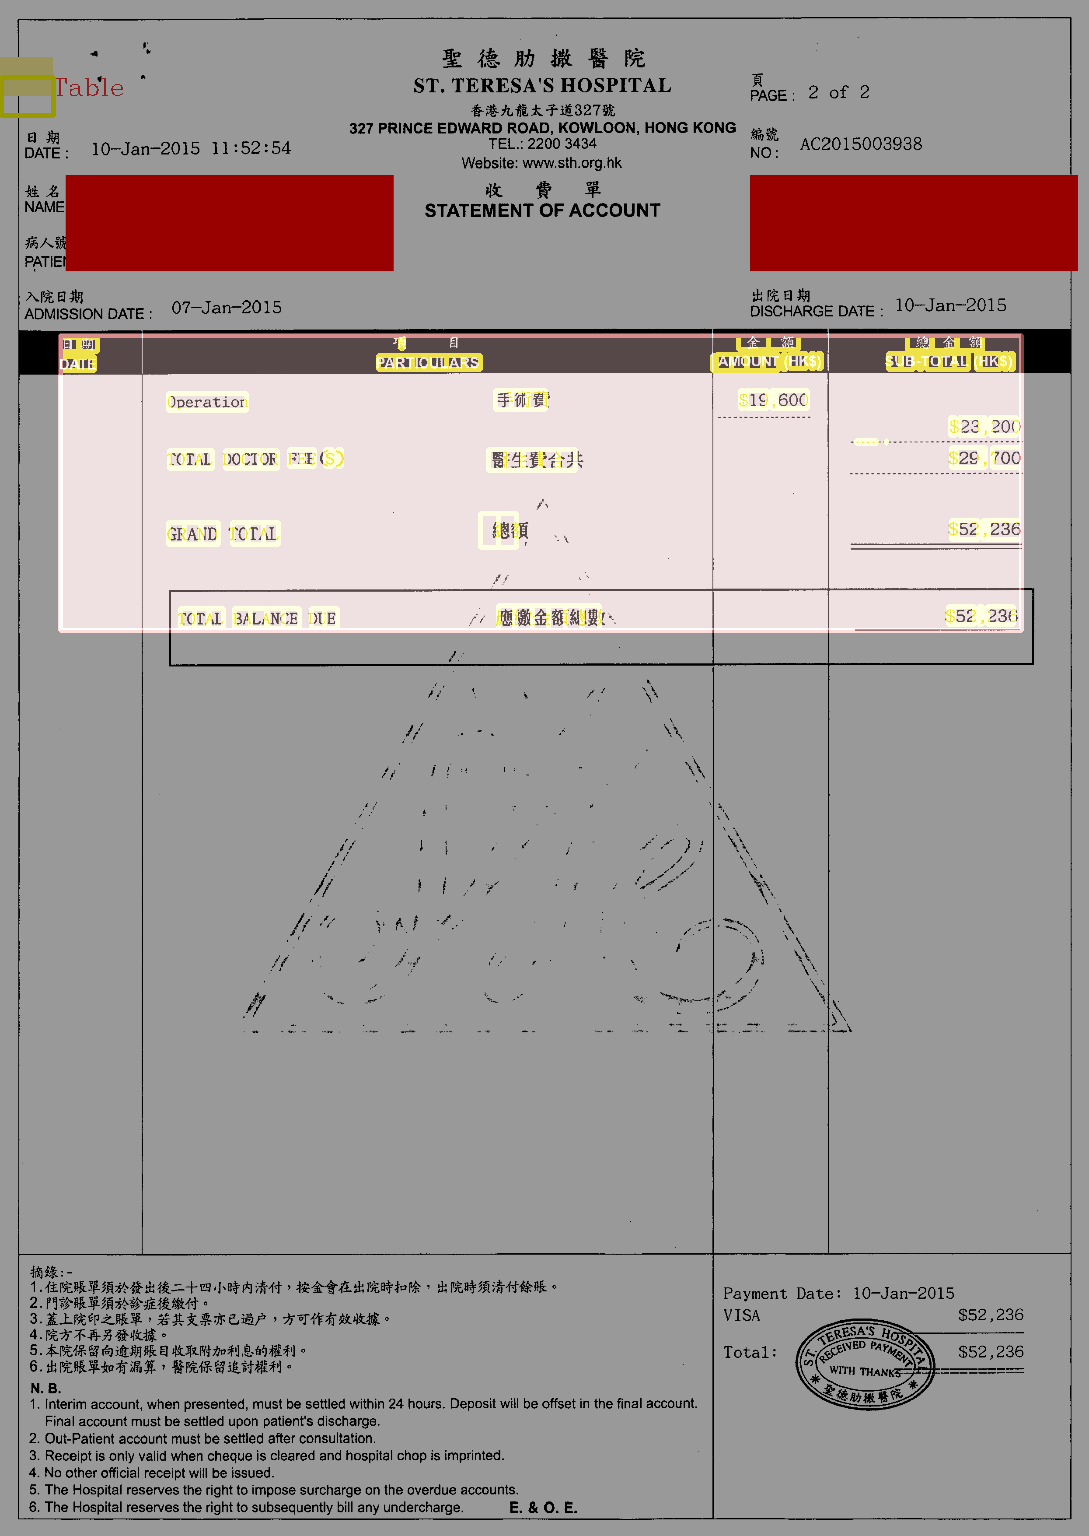 Table
聖德肋撒醫院
ST. TERESA'S HOSPITAL
香港九龍太子道327號
327 PRINCE EDWARD ROAD, KOWLOON, HONG KONG
TEL.: 2200 3434
Website: www.sth.org.hk
收費單
STATEMENT OF ACCOUNT
頁
PAGE : 2 of 2
日期
DATE : 10-Jan-2015 11:52:54
編號
NO : AC2015003938
姓名
NAME
病人號
入院日期
ADMISSION DATE : 07-Jan-2015
出院日期
DISCHARGE DATE : 10-Jan-2015
日期 項目 金額 總金額
DATE PARTICULARS AMOUNT (HK$) SUB-TOTAL (HK$)
Operation 手術費 $19,600
$23,200
TOTAL DOCTOR FEE(S) 醫生費合共 $29,700
GRAND TOTAL 總額 $52,236
TOTAL BALANCE DUE 應繳金額總數 $52,236
摘錄:-
1.住院賬單須於發出後二十四小時內清付，按金會在出院時扣除，出院時須清付餘賬。
2.門診賬單須於診症後繳付。
3.蓋上院印之賬單，若其支票亦已過戶，方可作有效收據。
4.院方不再另發收據。
5.本院保留向逾期賬目收取附加利息的權利。
6.出院賬單如有漏算，醫院保留追討權利。
N. B.
1. Interim account, when presented, must be settled within 24 hours. Deposit will be offset in the final account.
Final account must be settled upon patient's discharge.
2. Out-Patient account must be settled after consultation.
3. Receipt is only valid when cheque is cleared and hospital chop is imprinted.
4. No other official receipt will be issued.
5. The Hospital reserves the right to impose surcharge on the overdue accounts.
6. The Hospital reserves the right to subsequently bill any undercharge. E. & O. E.
Payment Date: 10-Jan-2015
VISA $52,236
Total: $52,236
ST. TERESA'S HOSPITAL
RECEIVED PAYMENT
WITH THANKS
聖德肋撒醫院